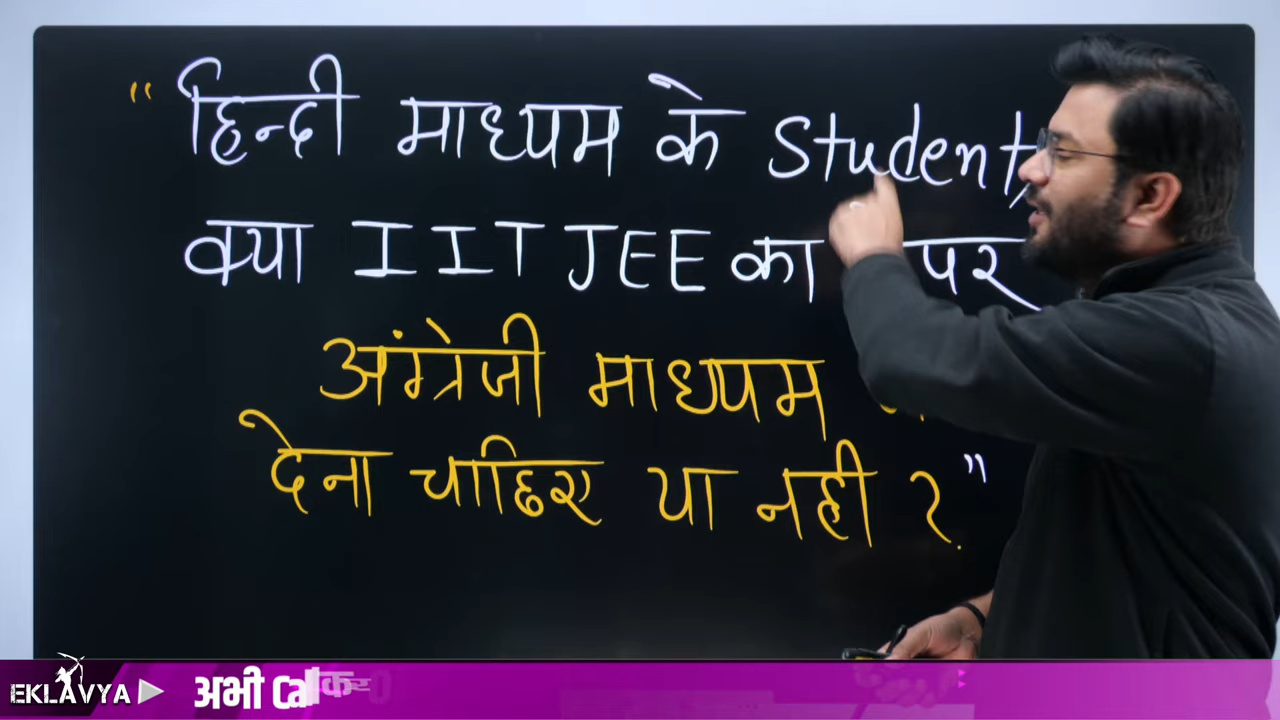 "हिन्दी माध्यम के Student,
क्या IIT JEE का पेपर
अंग्रेजी माध्यम
देना चाहिए या नही ?"
EKLAVYA
अभी Cal